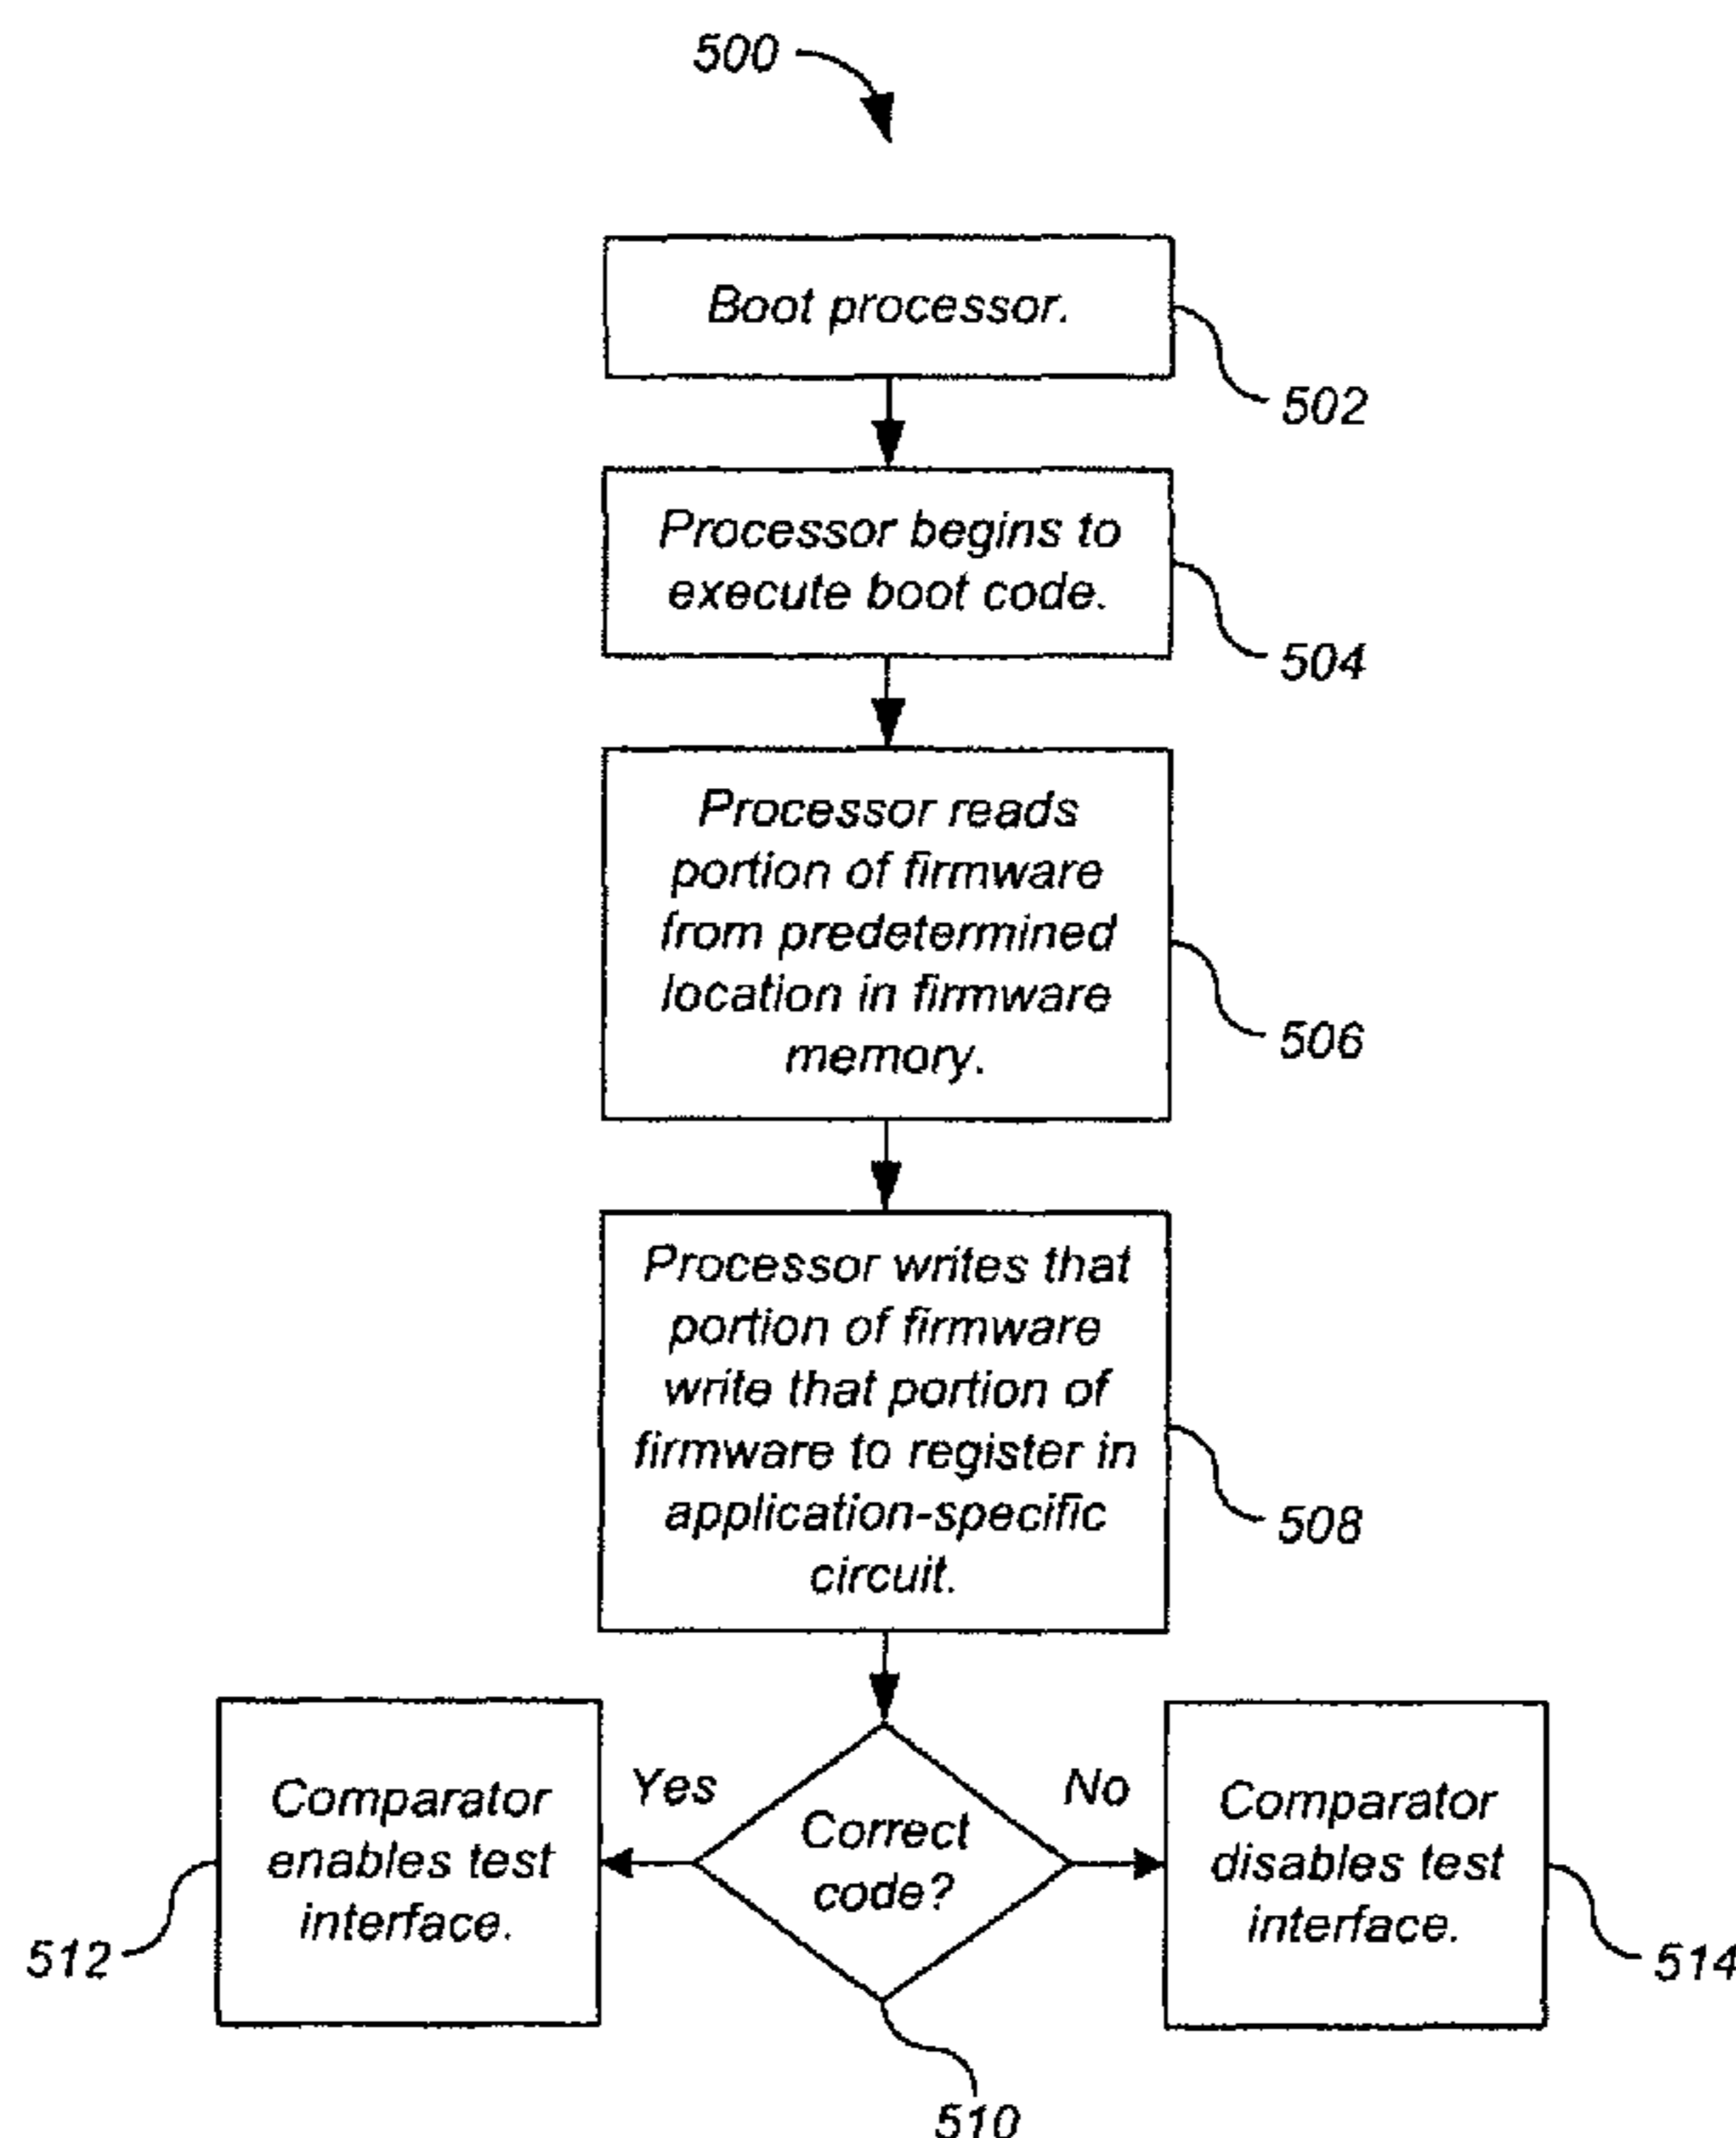 500
Boot processor.
502
Processor begins to
execute boot code.
504
Processor reads
portion of firmware
from predetermined
location in firmware
memory.
506
Processor writes that
portion of firmware
write that portion of
firmware to register in
application-specific
circuit.
508
Comparator
enables test
interface.
512
Yes
Correct
code?
510
No
Comparator
disables test
interface.
514